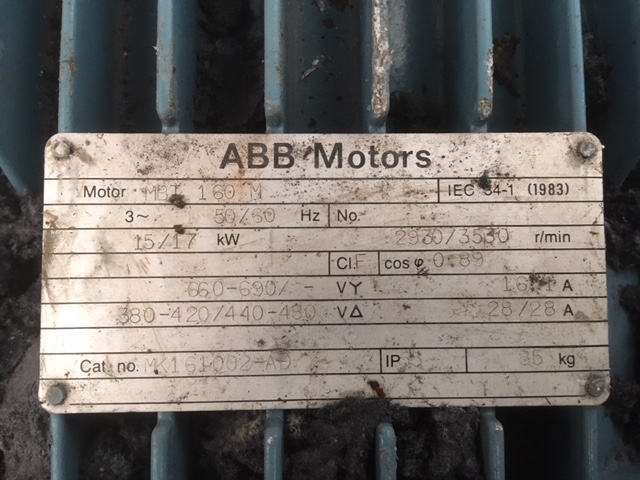 ABB Motors
Motor MBT 160 M IEC 34-1 (1983)
3~ 50/60 Hz No.
15/17 kW 2930/3530 r/min
Cl. F cos φ 0.89
660-690/ - VY A
380-420/440-480 VΔ 28/28 A
Cat. no. IP kg